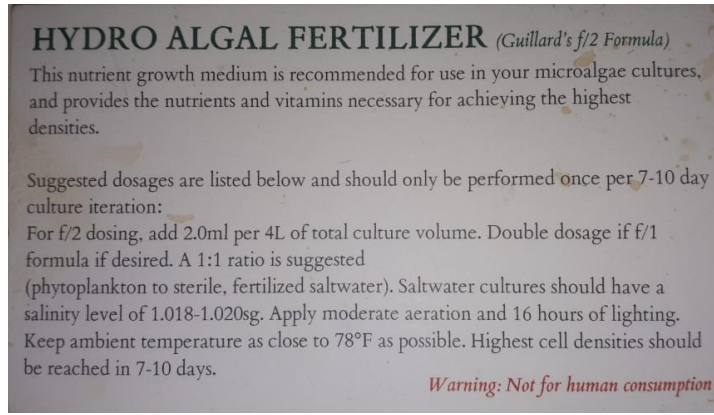 HYDRO ALGAL FERTILIZER (Guillard's f/2 Formula)
This nutrient growth medium is recommended for use in your microalgae cultures,
and provides the nutrients and vitamins necessary for achieving the highest
densities.
Suggested dosages are listed below and should only be performed once per 7-10 day
culture iteration:
For f/2 dosing, add 2.0ml per 4L of total culture volume. Double dosage if f/1
formula if desired. A 1:1 ratio is suggested
(phytoplankton to sterile, fertilized saltwater). Saltwater cultures should have a
salinity level of 1.018-1.020sg. Apply moderate aeration and 16 hours of lighting.
Keep ambient temperature as close to 78°F as possible. Highest cell densities should
be reached in 7-10 days.
Warning: Not for human consumption